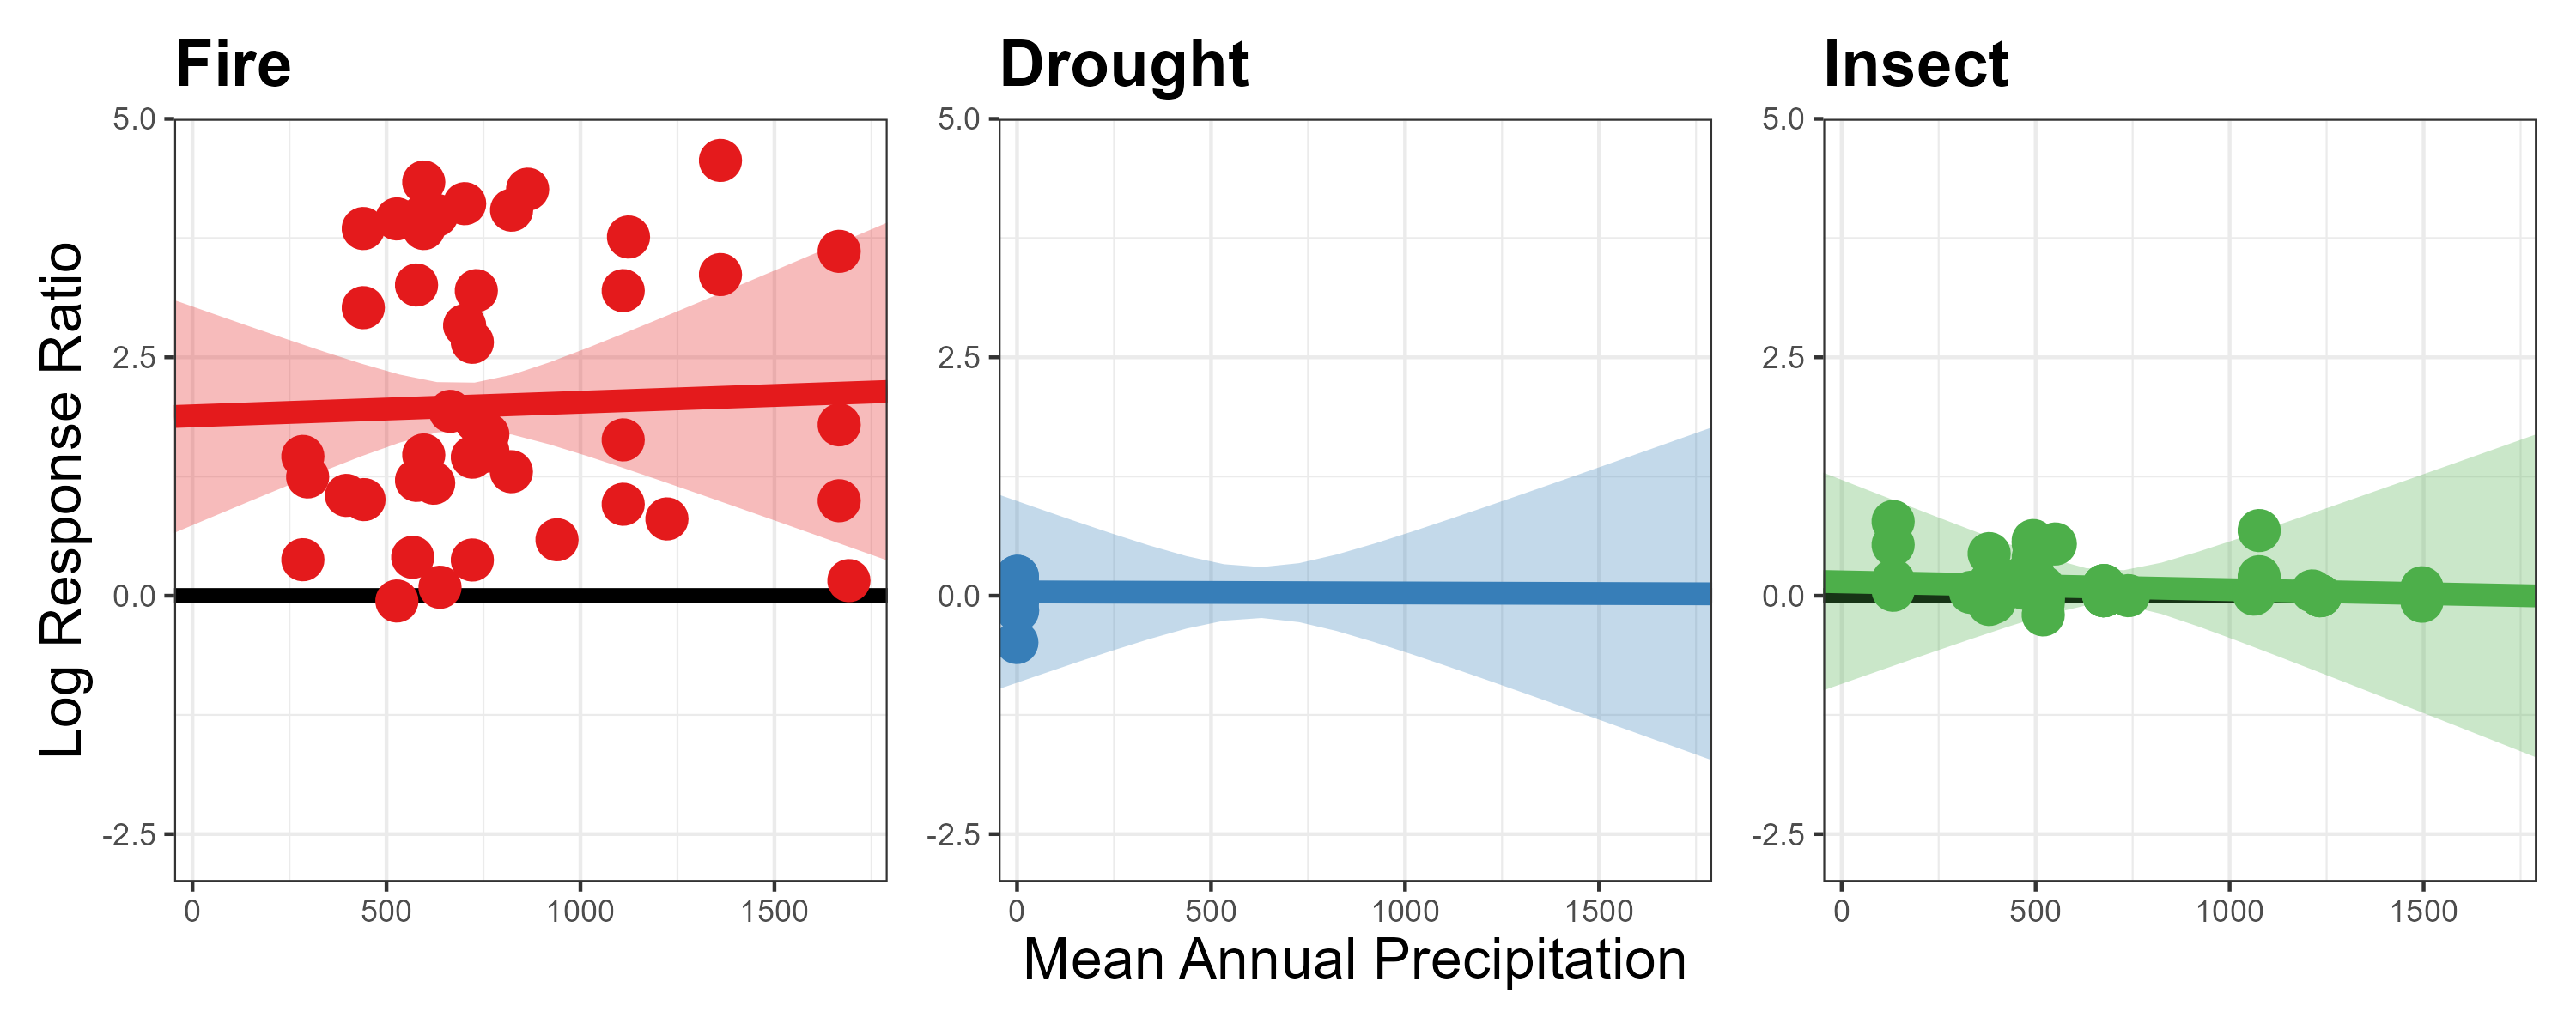 Fire Drought Insect
5.0 5.0 5.0
2.5 2.5 2.5
0.0 0.0 0.0
-2.5 -2.5 -2.5
0 500 1000 1500 0 500 1000 1500 0 500 1000 1500
Log Response Ratio
Mean Annual Precipitation